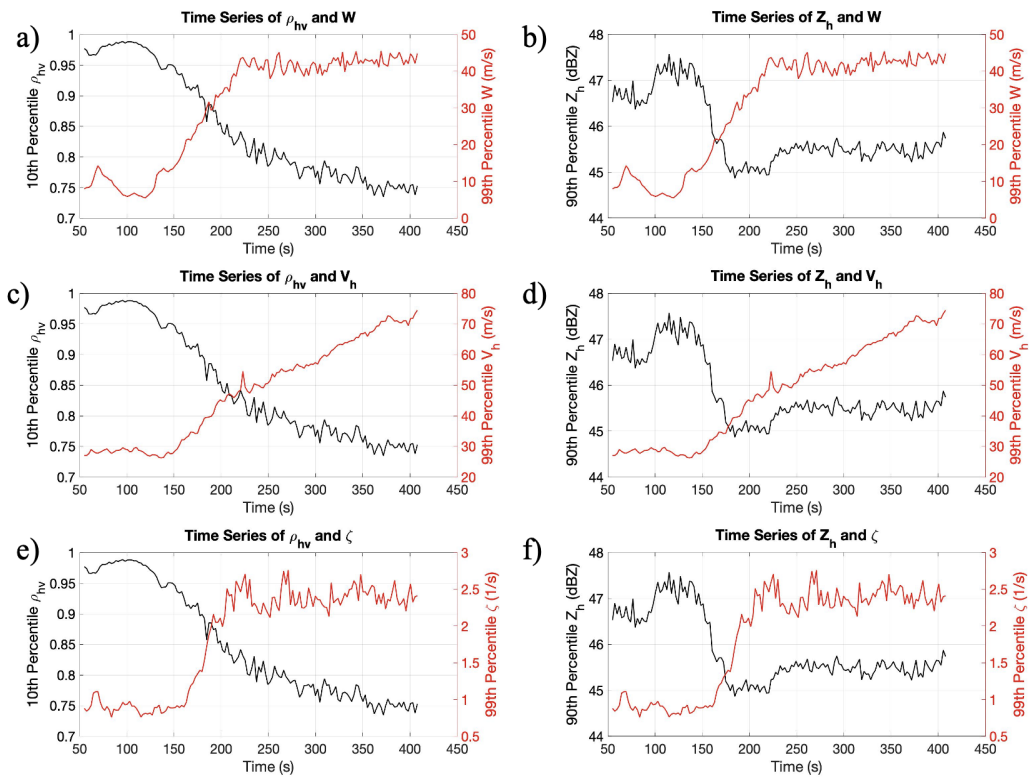 a)
Time Series of ρhv and W
10th Percentile ρhv
1
0.95
0.9
0.85
0.8
0.75
0.7
50
40
30
20
10
0
99th Percentile W (m/s)
50 100 150 200 250 300 350 400 450
Time (s)
b)
Time Series of Zh and W
90th Percentile Zh (dBZ)
48
47
46
45
44
50
40
30
20
10
0
99th Percentile W (m/s)
50 100 150 200 250 300 350 400 450
Time (s)
c)
Time Series of ρhv and Vh
10th Percentile ρhv
1
0.95
0.9
0.85
0.8
0.75
0.7
80
70
60
50
40
30
20
99th Percentile Vh (m/s)
50 100 150 200 250 300 350 400 450
Time (s)
d)
Time Series of Zh and Vh
90th Percentile Zh (dBZ)
48
47
46
45
44
80
70
60
50
40
30
20
99th Percentile Vh (m/s)
50 100 150 200 250 300 350 400 450
Time (s)
e)
Time Series of ρhv and ζ
10th Percentile ρhv
1
0.95
0.9
0.85
0.8
0.75
0.7
3
2.5
2
1.5
1
0.5
99th Percentile ζ (1/s)
50 100 150 200 250 300 350 400 450
Time (s)
f)
Time Series of Zh and ζ
90th Percentile Zh (dBZ)
48
47
46
45
44
3
2.5
2
1.5
1
0.5
99th Percentile ζ (1/s)
50 100 150 200 250 300 350 400 450
Time (s)